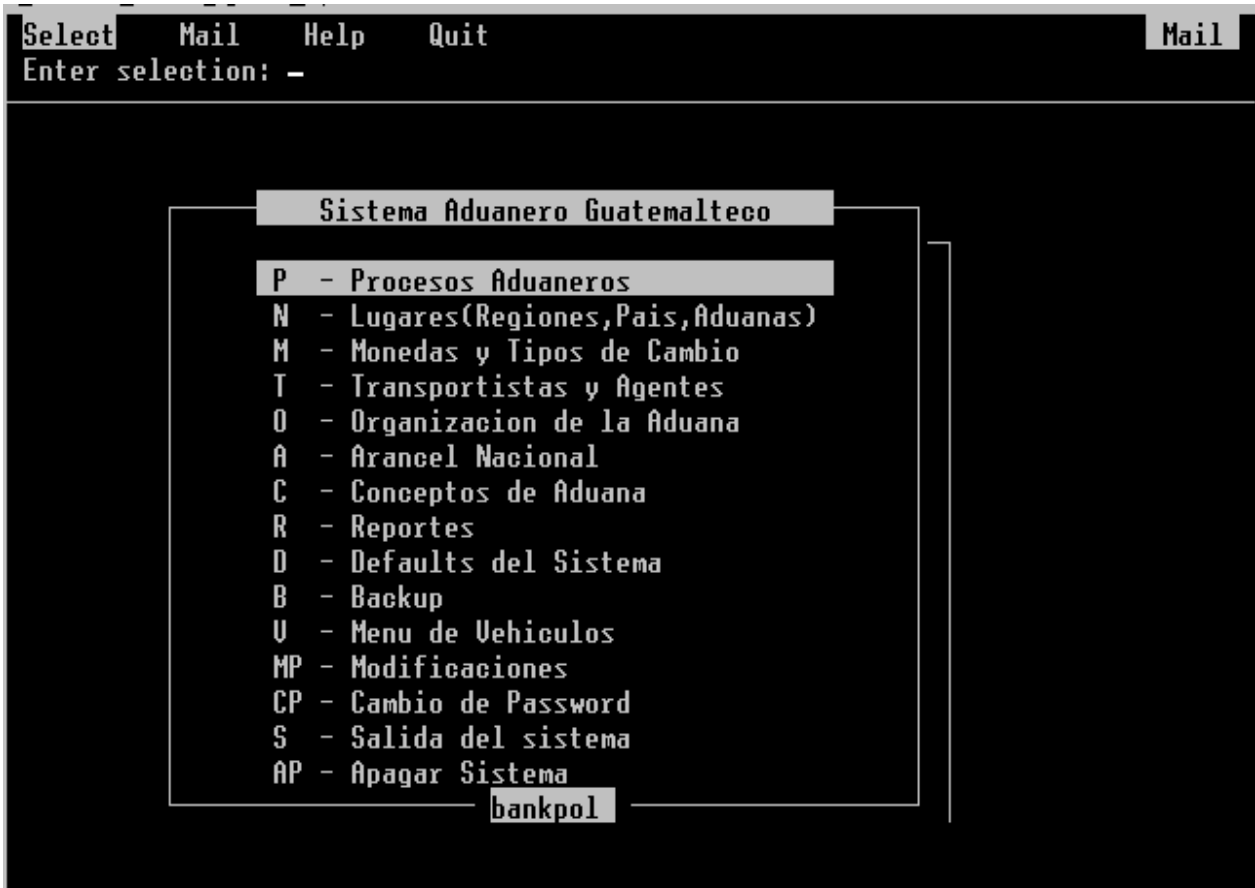 Select Mail Help Quit Mail
Enter selection:
Sistema Aduanero Guatemalteco
P - Procesos Aduaneros
N - Lugares(Regiones,Pais,Aduanas)
M - Monedas y Tipos de Cambio
T - Transportistas y Agentes
O - Organizacion de la Aduana
A - Arancel Nacional
C - Conceptos de Aduana
R - Reportes
D - Defaults del Sistema
B - Backup
V - Menu de Vehiculos
MP - Modificaciones
CP - Cambio de Password
S - Salida del sistema
AP - Apagar Sistema
bankpol